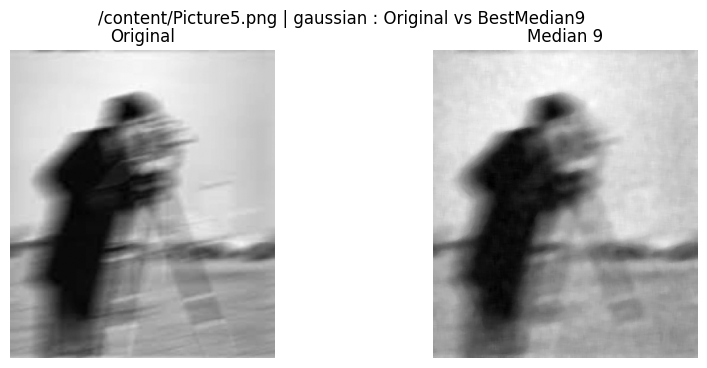 /content/Picture5.png | gaussian : Original vs BestMedian9
Original
Median 9